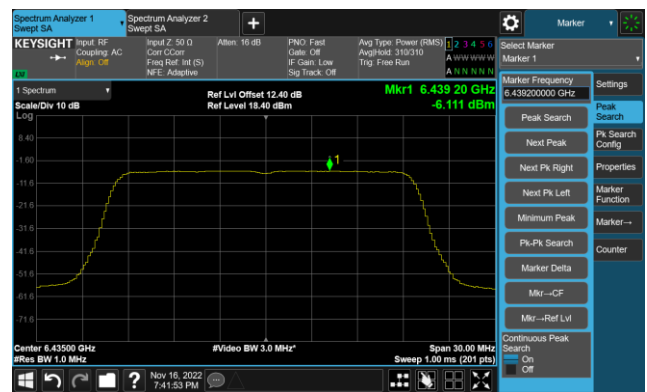 Spectrum Analyzer 1
Swept SA
Spectrum Analyzer 2
Swept SA
Marker
KEYSIGHT
Input: RF
Coupling: AC
Align: Off
Input Z: 50 Ω
Corr CCorr
Freq Ref: Int (S)
NFE: Adaptive
Atten: 16 dB
PNO: Fast
Gate: Off
IF Gain: Low
Sig Track: Off
Avg Type: Power (RMS)
Avg|Hold: 310/310
Trig: Free Run
1 2 3 4 5 6
A W W W W W
A N N N N N
LXI
Select Marker
Marker 1
1 Spectrum
Scale/Div 10 dB
Log
Ref Lvl Offset 12.40 dB
Ref Level 18.40 dBm
Mkr1 6.439 20 GHz
-6.111 dBm
8.40
-1.60
-11.6
-21.6
-31.6
-41.6
-51.6
-61.6
-71.6
1
Center 6.43500 GHz
#Res BW 1.0 MHz
#Video BW 3.0 MHz*
Span 30.00 MHz
Sweep 1.00 ms (201 pts)
Marker Frequency
6.439200000 GHz
Peak Search
Next Peak
Next Pk Right
Next Pk Left
Minimum Peak
Pk-Pk Search
Marker Delta
Mkr→CF
Mkr→Ref Lvl
Continuous Peak
Search
On
Off
Settings
Peak
Search
Pk Search
Config
Properties
Marker
Function
Marker→
Counter
Nov 16, 2022
7:41:53 PM